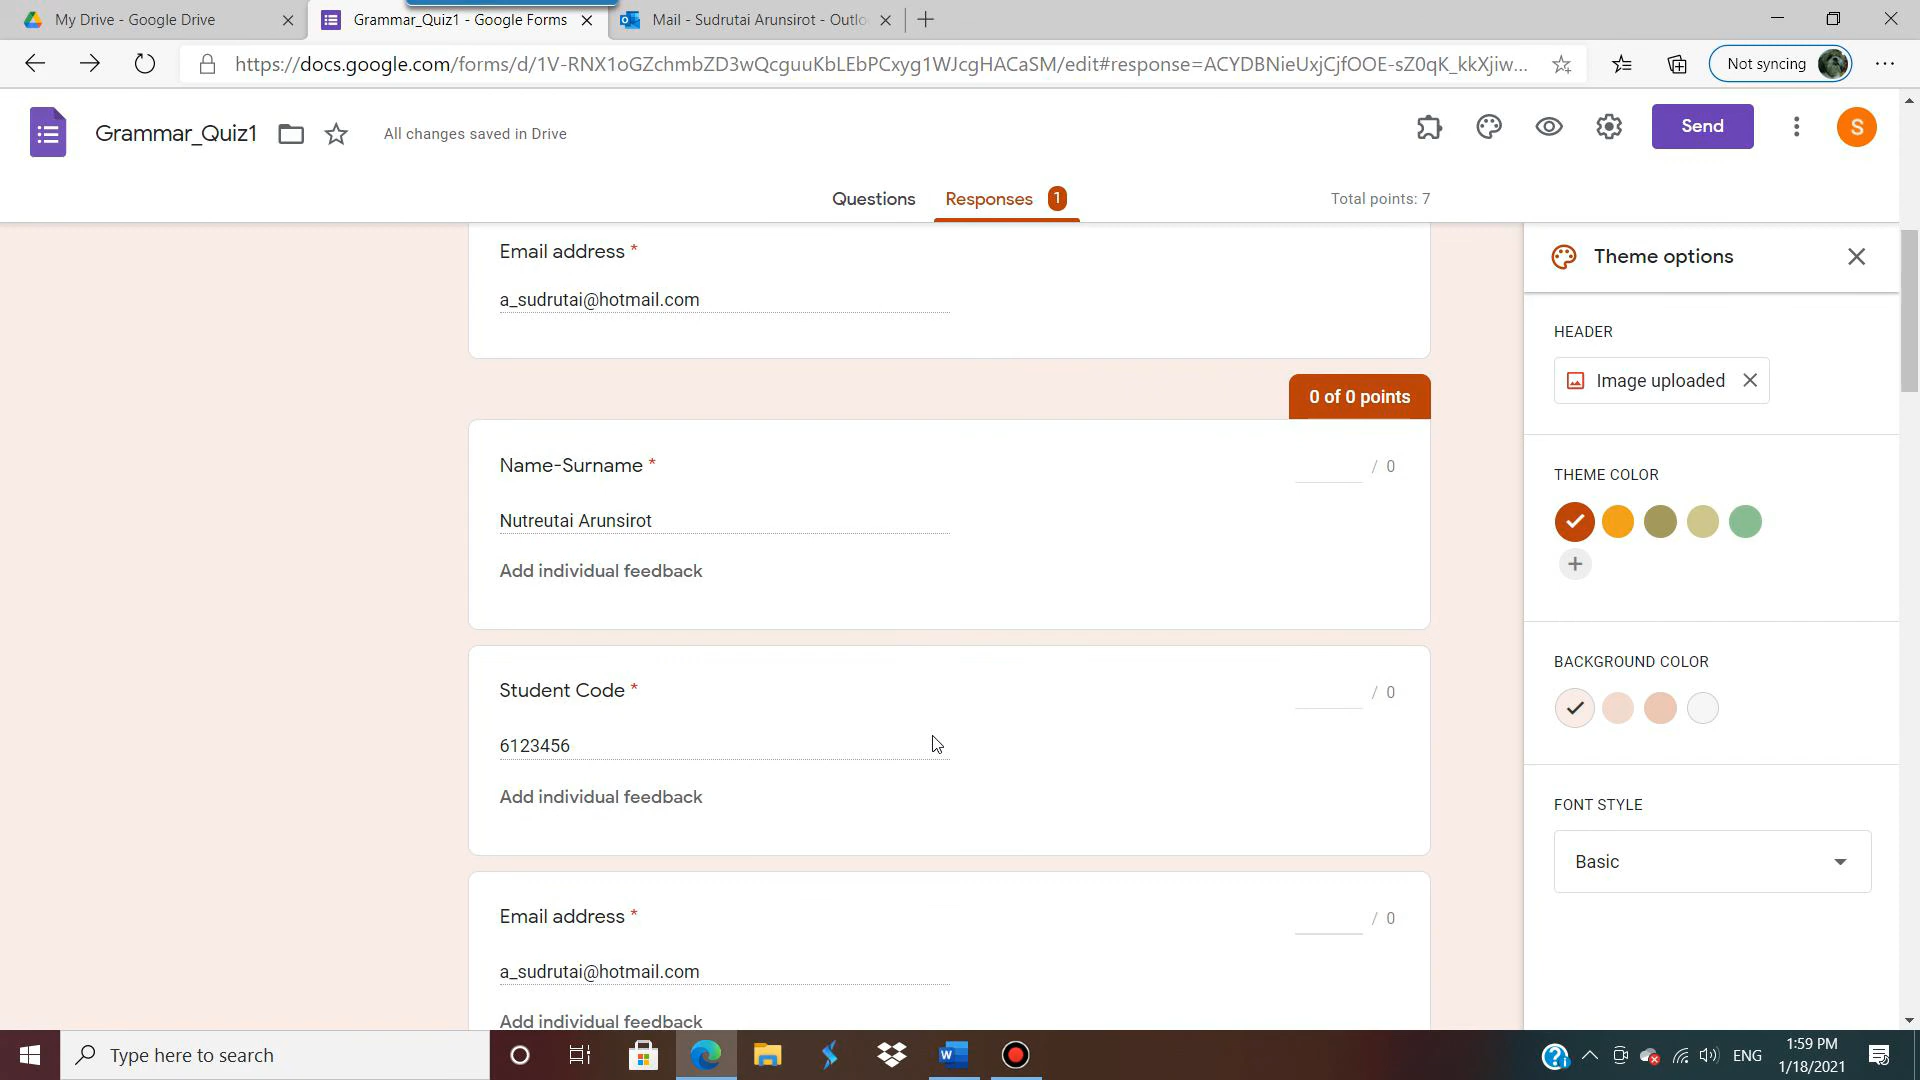 My Drive - Google Drive
Grammar_Quiz1 - Google Forms
Mail - Sudrutai Arunsirot - Outlo
https://docs.google.com/forms/d/1V-RNX1oGZchmbZD3wQcguuKbLEbPCxyg1WJcgHACaSM/edit#response=ACYDBNieUxjCjfOOE-sZ0qK_kkXjiw...
Not syncing
Grammar_Quiz1
All changes saved in Drive
Send
S
Questions
Responses 1
Total points: 7
Email address *
a_sudrutai@hotmail.com
0 of 0 points
Name-Surname *
/ 0
Nutreutai Arunsirot
Add individual feedback
Student Code *
/ 0
6123456
Add individual feedback
Email address *
/ 0
a_sudrutai@hotmail.com
Add individual feedback
Theme options
HEADER
Image uploaded
THEME COLOR
BACKGROUND COLOR
FONT STYLE
Basic
Type here to search
ENG
1:59 PM
1/18/2021